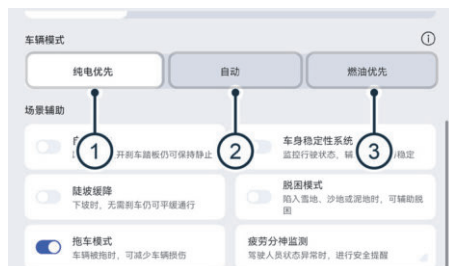 车辆模式
纯电优先
自动
燃油优先
场景辅助
车身稳定性系统
开刹车踏板仍可保持静止
监控行驶状态，辅
稳定
1
2
3
陡坡缓降
下坡时，无需刹车仍可平缓通行
脱困模式
陷入雪地、沙地或泥地时，可辅助脱
困
拖车模式
车辆被拖时，可减少车辆损伤
疲劳分神监测
驾驶人员状态异常时，进行安全提醒